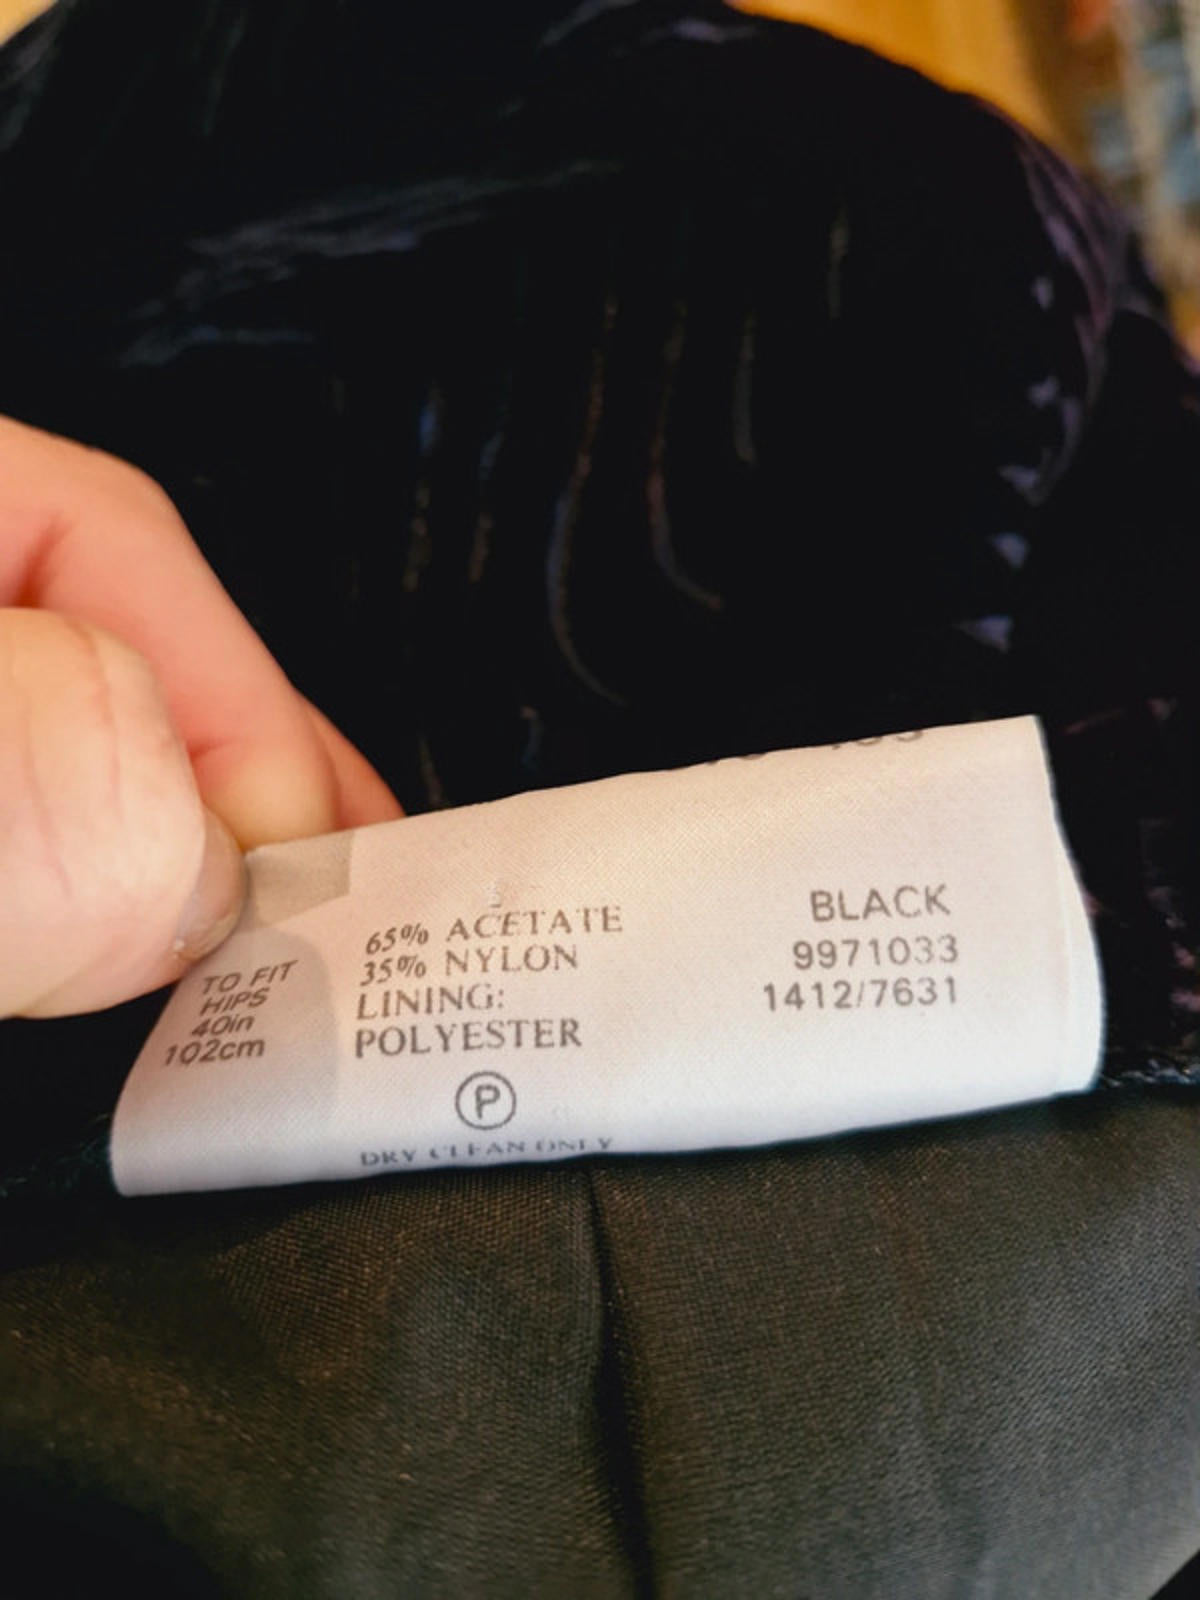 TO FIT
HIPS
40in
102cm
65% ACETATE
35% NYLON
LINING:
POLYESTER
P
DRY CLEAN ONLY
BLACK
9971033
1412/7631